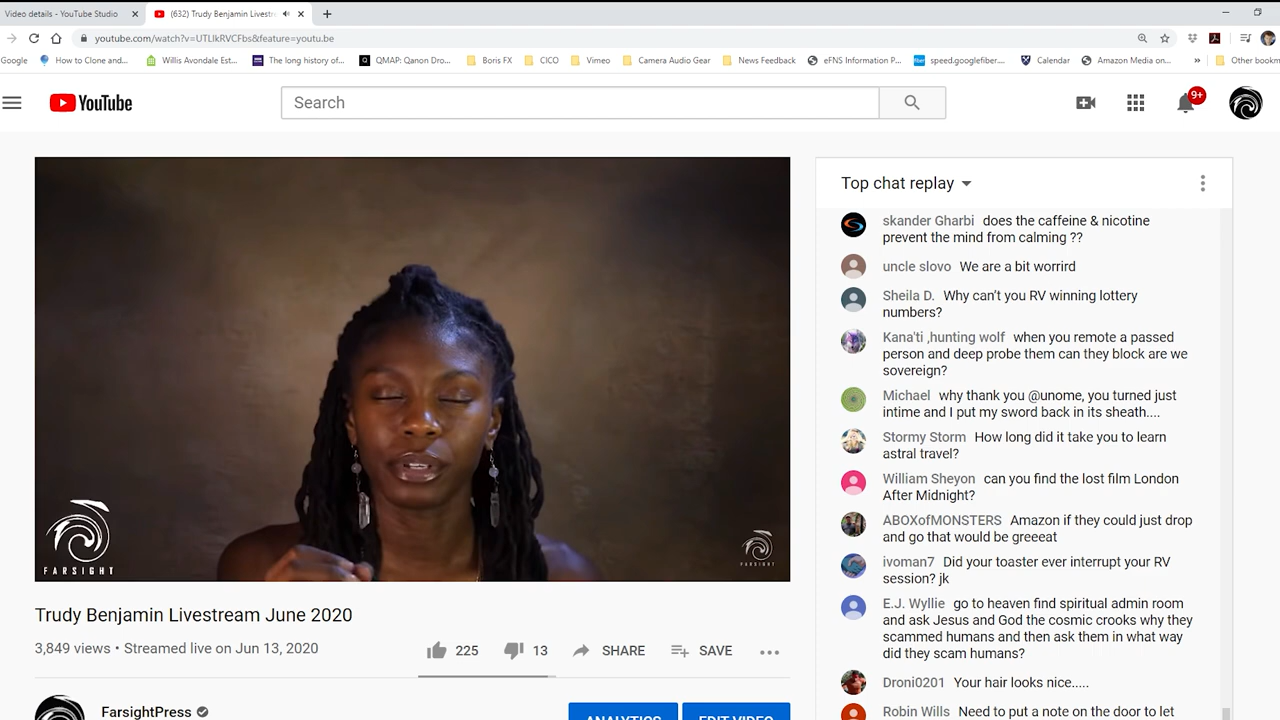 Video details - YouTube Studio
(632) Trudy Benjamin Livestre
youtube.com/watch?v=UTLIkRVCFbs&feature=youtu.be
Google
How to Clone and...
Willis Avondale Est...
The long history of...
QMAP: Qanon Dro...
Boris FX
CICO
Vimeo
Camera Audio Gear
News Feedback
eFNS Information P...
speed.googlefiber...
Calendar
Amazon Media on...
»
Other book
YouTube
Search
9+
FARSIGHT
FARSIGHT
Top chat replay
skander Gharbi does the caffeine & nicotine
prevent the mind from calming ??
uncle slovo We are a bit worrird
Sheila D. Why can't you RV winning lottery
numbers?
Kana'ti ,hunting wolf when you remote a passed
person and deep probe them can they block are we
sovereign?
Michael why thank you @unome, you turned just
intime and I put my sword back in its sheath....
Stormy Storm How long did it take you to learn
astral travel?
William Sheyon can you find the lost film London
After Midnight?
ABOXofMONSTERS Amazon if they could just drop
and go that would be greeeat
ivoman7 Did your toaster ever interrupt your RV
session? jk
E.J. Wyllie go to heaven find spiritual admin room
and ask Jesus and God the cosmic crooks why they
scammed humans and then ask them in what way
did they scam humans?
Droni0201 Your hair looks nice.....
Robin Wills Need to put a note on the door to let
Trudy Benjamin Livestream June 2020
3,849 views • Streamed live on Jun 13, 2020
225
13
SHARE
SAVE
FarsightPress
ANALYTICS
EDIT VIDEO